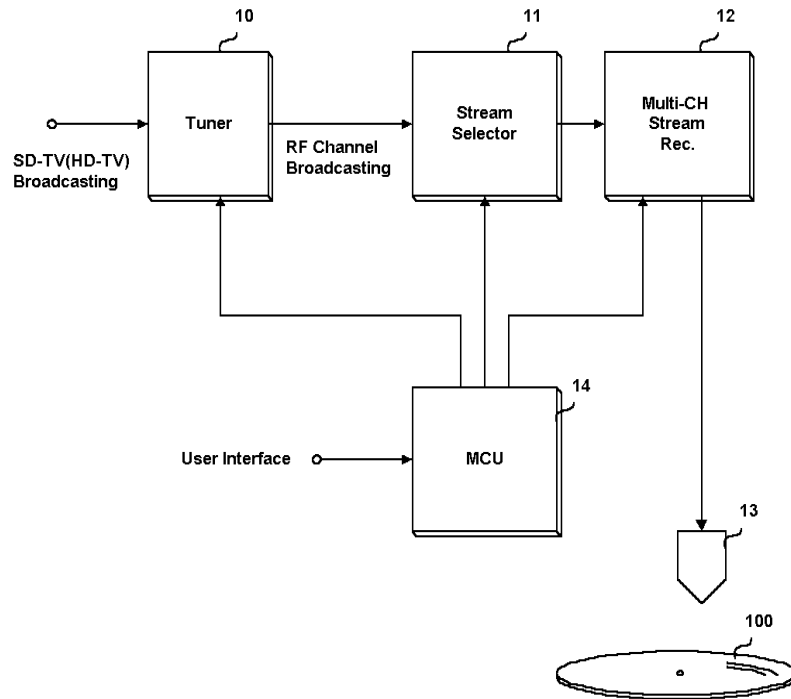 10
11
12
Tuner
Stream
Selector
Multi-CH
Stream
Rec.
SD-TV(HD-TV)
Broadcasting
RF Channel
Broadcasting
14
User Interface
MCU
13
100